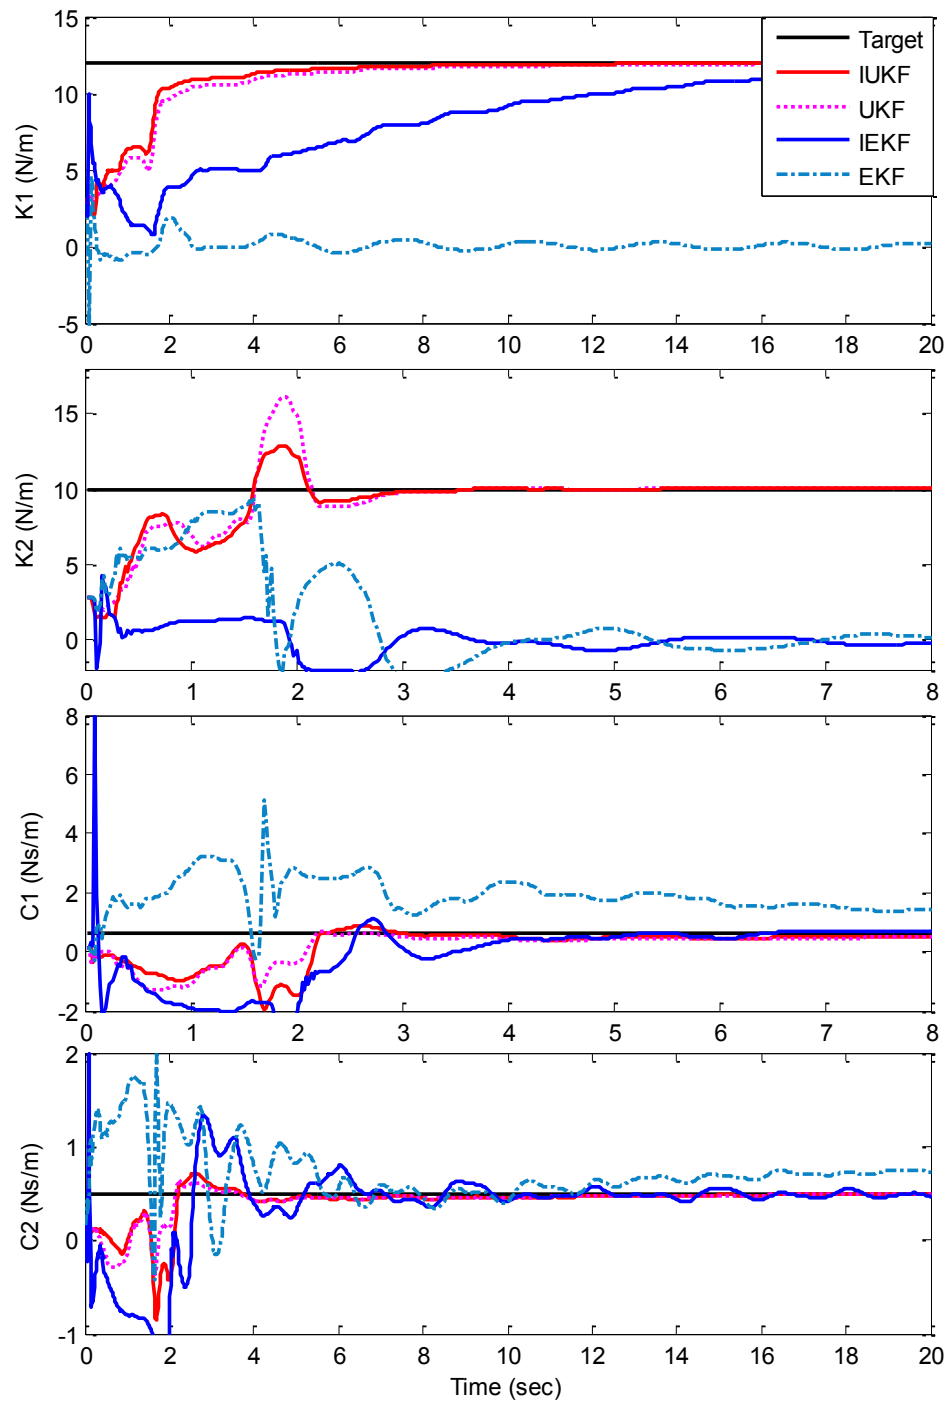 15
10
5
0
-5
K1 (N/m)
Target
IUKF
UKF
IEKF
EKF
0 2 4 6 8 10 12 14 16 18 20
15
10
5
0
K2 (N/m)
0 1 2 3 4 5 6 7 8
8
6
4
2
0
-2
C1 (Ns/m)
0 1 2 3 4 5 6 7 8
2
1
0
-1
C2 (Ns/m)
0 2 4 6 8 10 12 14 16 18 20
Time (sec)